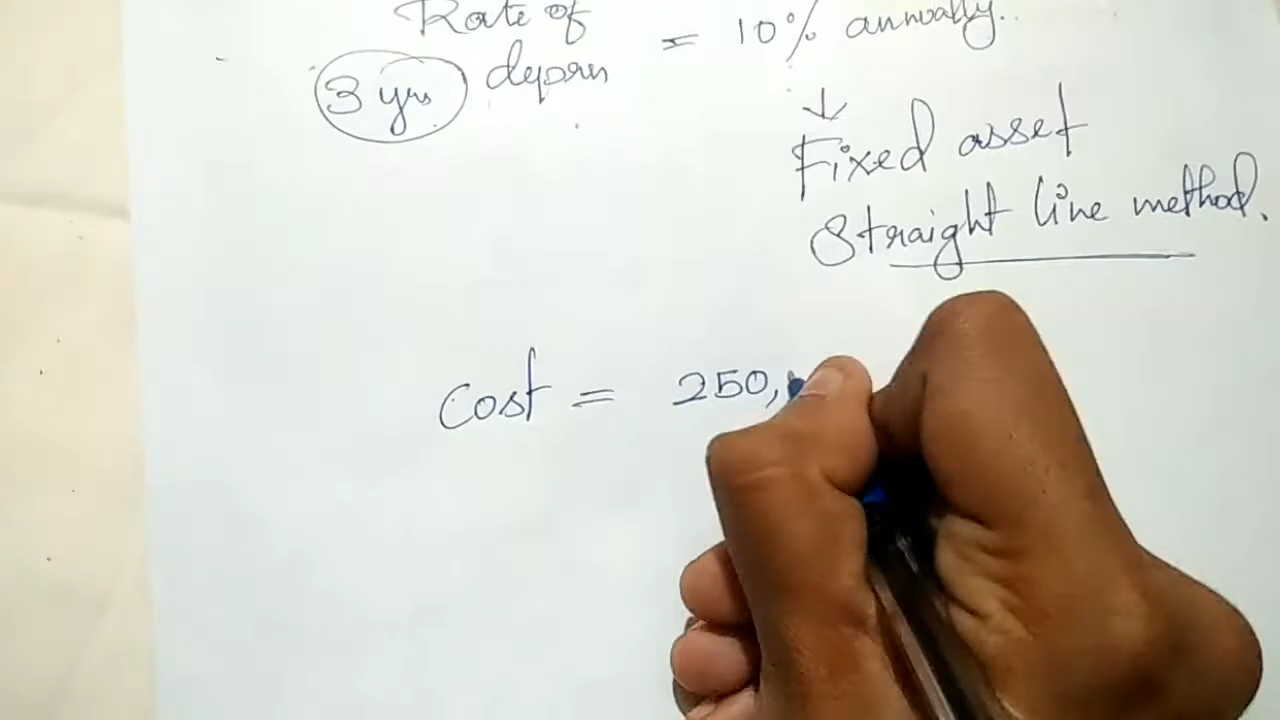 Rate of
depn = 10% annually.
3 yrs
↓
Fixed asset
Straight line method.
Cost = 250,